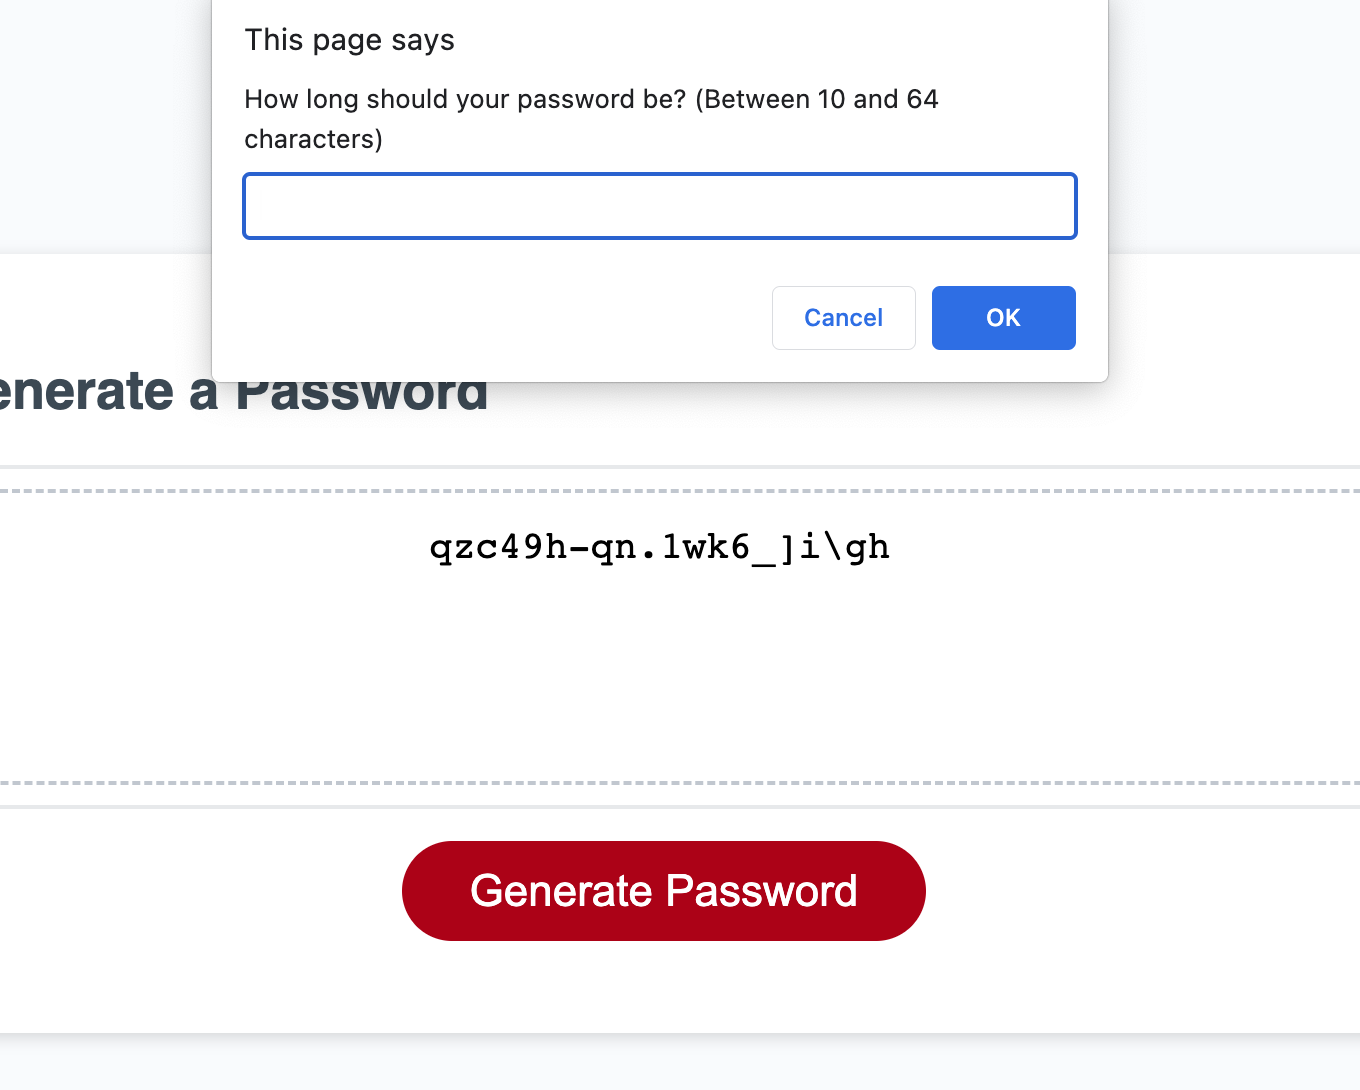 This page says
How long should your password be? (Between 10 and 64
characters)
Cancel
OK
enerate a Password
qzc49h-qn.1wk6_]i\gh
Generate Password